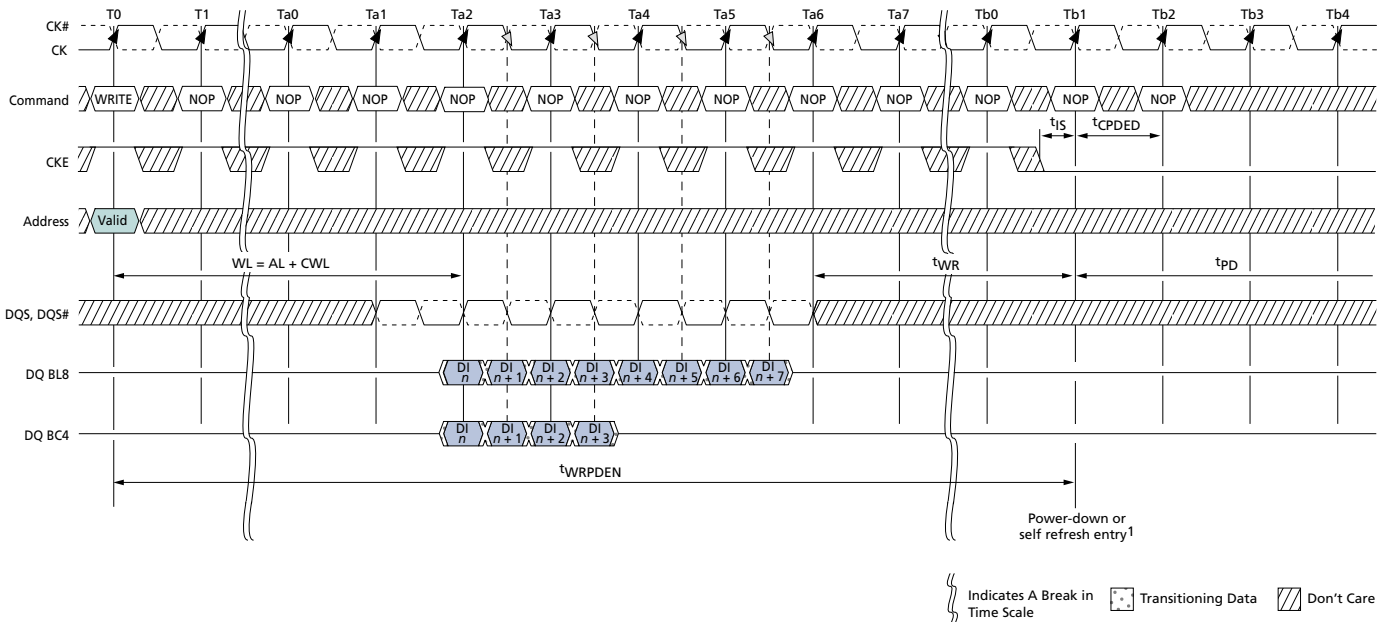 T0 T1 Ta0 Ta1 Ta2 Ta3 Ta4 Ta5 Ta6 Ta7 Tb0 Tb1 Tb2 Tb3 Tb4
CK#
CK
Command WRITE NOP NOP NOP NOP NOP NOP NOP NOP NOP NOP NOP NOP
tIS tCPDED
CKE
Address Valid
WL = AL + CWL tWR tPD
DQS, DQS#
DQ BL8 DI n DI n + 1 DI n + 2 DI n + 3 DI n + 4 DI n + 5 DI n + 6 DI n + 7
DQ BC4 DI n DI n + 1 DI n + 2 DI n + 3
tWRPDEN
Power-down or
self refresh entry1
Indicates A Break in
Time Scale
Transitioning Data
Don't Care